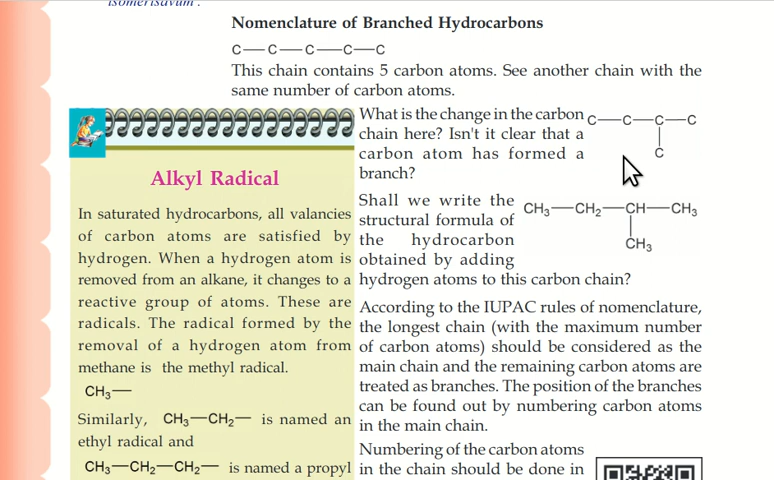 isomerisavum'.
Nomenclature of Branched Hydrocarbons
C—C—C—C—C
This chain contains 5 carbon atoms. See another chain with the
same number of carbon atoms.
What is the change in the carbon
chain here? Isn't it clear that a
carbon atom has formed a
branch?
C—C—C—C
C
Shall we write the
structural formula of
the hydrocarbon
obtained by adding
hydrogen atoms to this carbon chain?
CH₃—CH₂—CH—CH₃
CH₃
According to the IUPAC rules of nomenclature,
the longest chain (with the maximum number
of carbon atoms) should be considered as the
main chain and the remaining carbon atoms are
treated as branches. The position of the branches
can be found out by numbering carbon atoms
in the main chain.
Numbering of the carbon atoms
in the chain should be done in
Alkyl Radical
In saturated hydrocarbons, all valancies
of carbon atoms are satisfied by
hydrogen. When a hydrogen atom is
removed from an alkane, it changes to a
reactive group of atoms. These are
radicals. The radical formed by the
removal of a hydrogen atom from
methane is the methyl radical.
CH₃—
Similarly, CH₃—CH₂— is named an
ethyl radical and
CH₃—CH₂—CH₂— is named a propyl